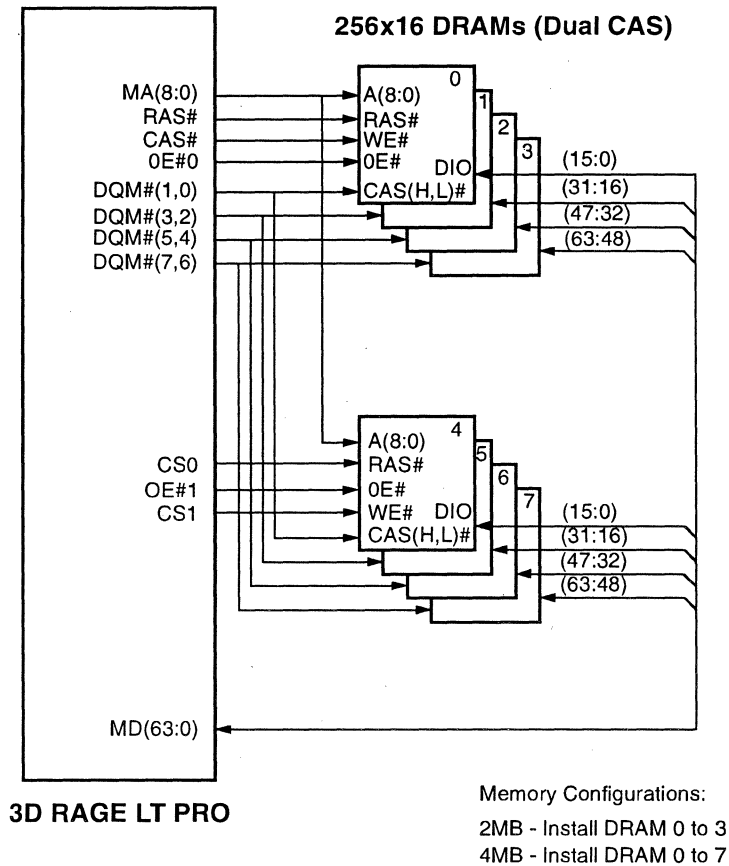 256x16 DRAMs (Dual CAS)
MA(8:0)
RAS#
CAS#
0E#0
DQM#(1,0)
DQM#(3,2)
DQM#(5,4)
DQM#(7,6)
0
A(8:0)
RAS#
WE#
0E#
DIO
CAS(H,L)#
1
2
3
(15:0)
(31:16)
(47:32)
(63:48)
CS0
OE#1
CS1
4
A(8:0)
RAS#
0E#
WE#
DIO
CAS(H,L)#
5
6
7
(15:0)
(31:16)
(47:32)
(63:48)
MD(63:0)
3D RAGE LT PRO
Memory Configurations:
2MB - Install DRAM 0 to 3
4MB - Install DRAM 0 to 7